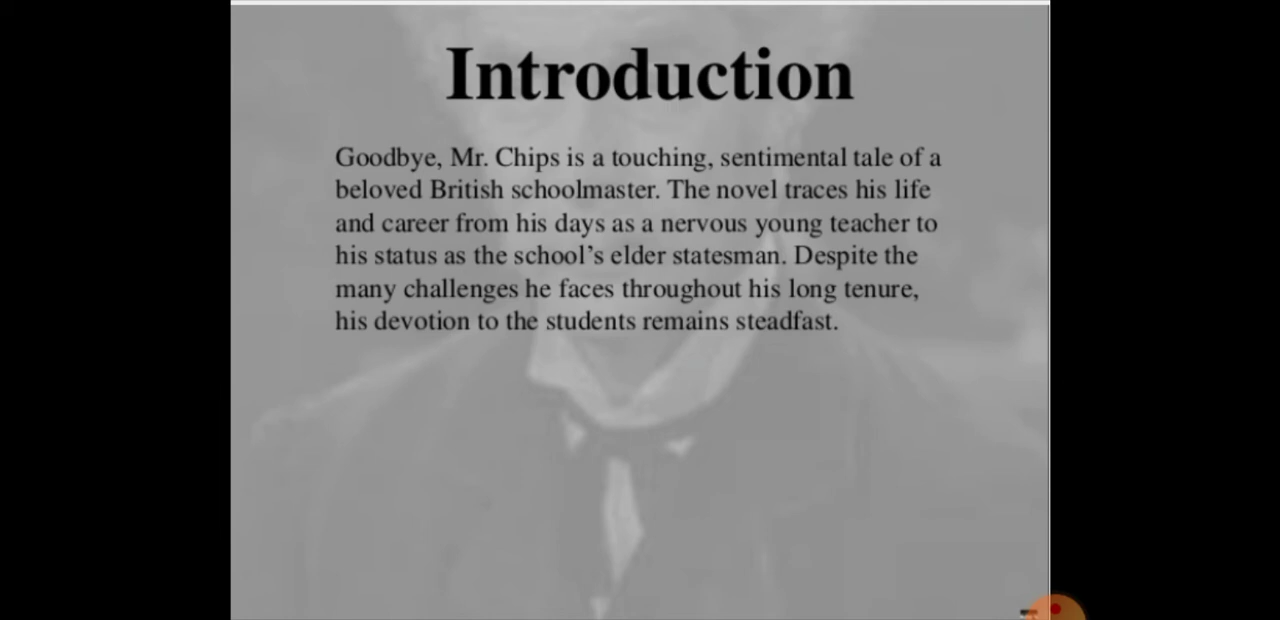 Introduction
Goodbye, Mr. Chips is a touching, sentimental tale of a
beloved British schoolmaster. The novel traces his life
and career from his days as a nervous young teacher to
his status as the school’s elder statesman. Despite the
many challenges he faces throughout his long tenure,
his devotion to the students remains steadfast.